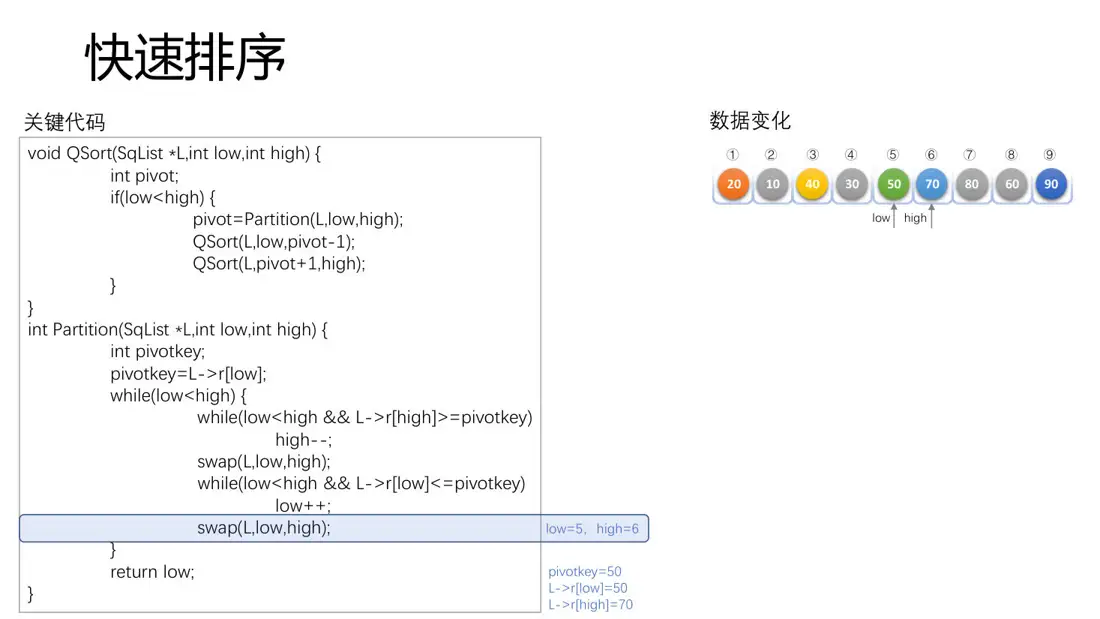 快速排序
关键代码
void QSort(SqList *L,int low,int high) {
int pivot;
if(low<high) {
pivot=Partition(L,low,high);
QSort(L,low,pivot-1);
QSort(L,pivot+1,high);
}
}
int Partition(SqList *L,int low,int high) {
int pivotkey;
pivotkey=L->r[low];
while(low<high) {
while(low<high && L->r[high]>=pivotkey)
high--;
swap(L,low,high);
while(low<high && L->r[low]<=pivotkey)
low++;
swap(L,low,high);
}
return low;
}
low=5,  high=6
pivotkey=50
L->r[low]=50
L->r[high]=70
数据变化
① ② ③ ④ ⑤ ⑥ ⑦ ⑧ ⑨
20 10 40 30 50 70 80 60 90
low high